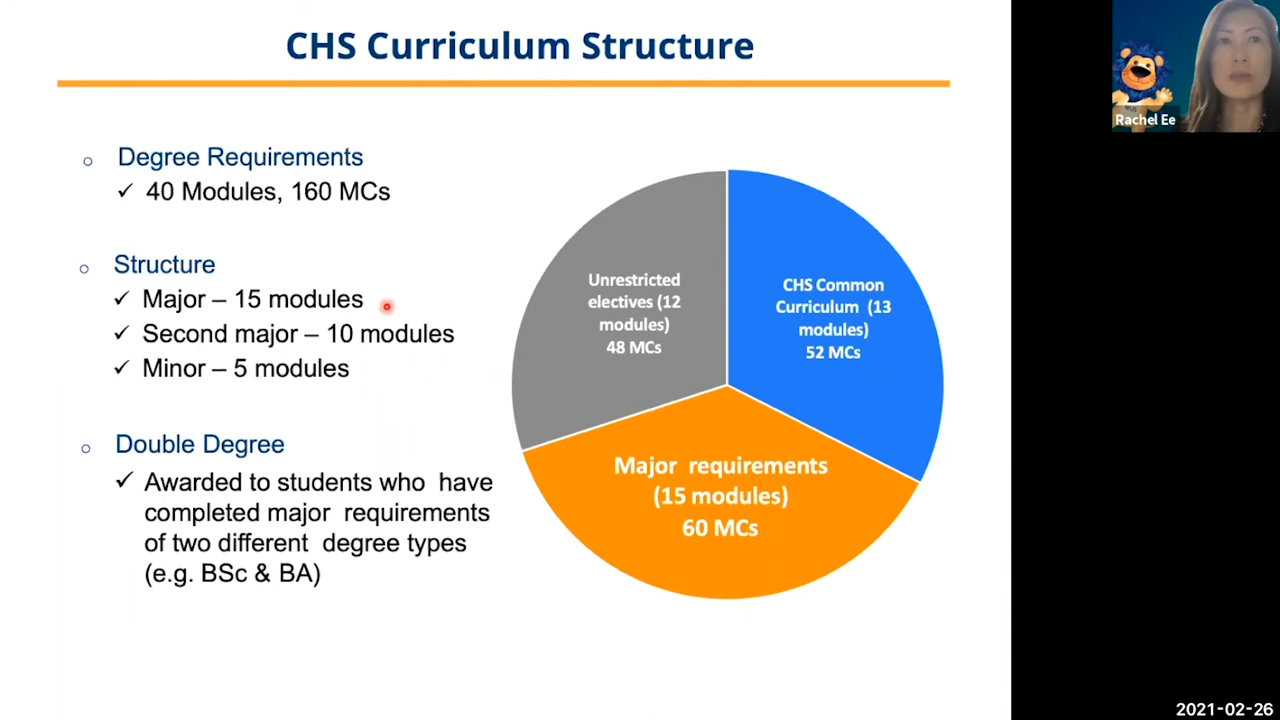 CHS Curriculum Structure
Degree Requirements
40 Modules, 160 MCs
Structure
Major – 15 modules
Second major – 10 modules
Minor – 5 modules
Double Degree
Awarded to students who have
completed major requirements
of two different degree types
(e.g. BSc & BA)
Unrestricted
electives (12
modules)
48 MCs
CHS Common
Curriculum (13
modules)
52 MCs
Major requirements
(15 modules)
60 MCs
NUS
Rachel Ee
2021-02-26